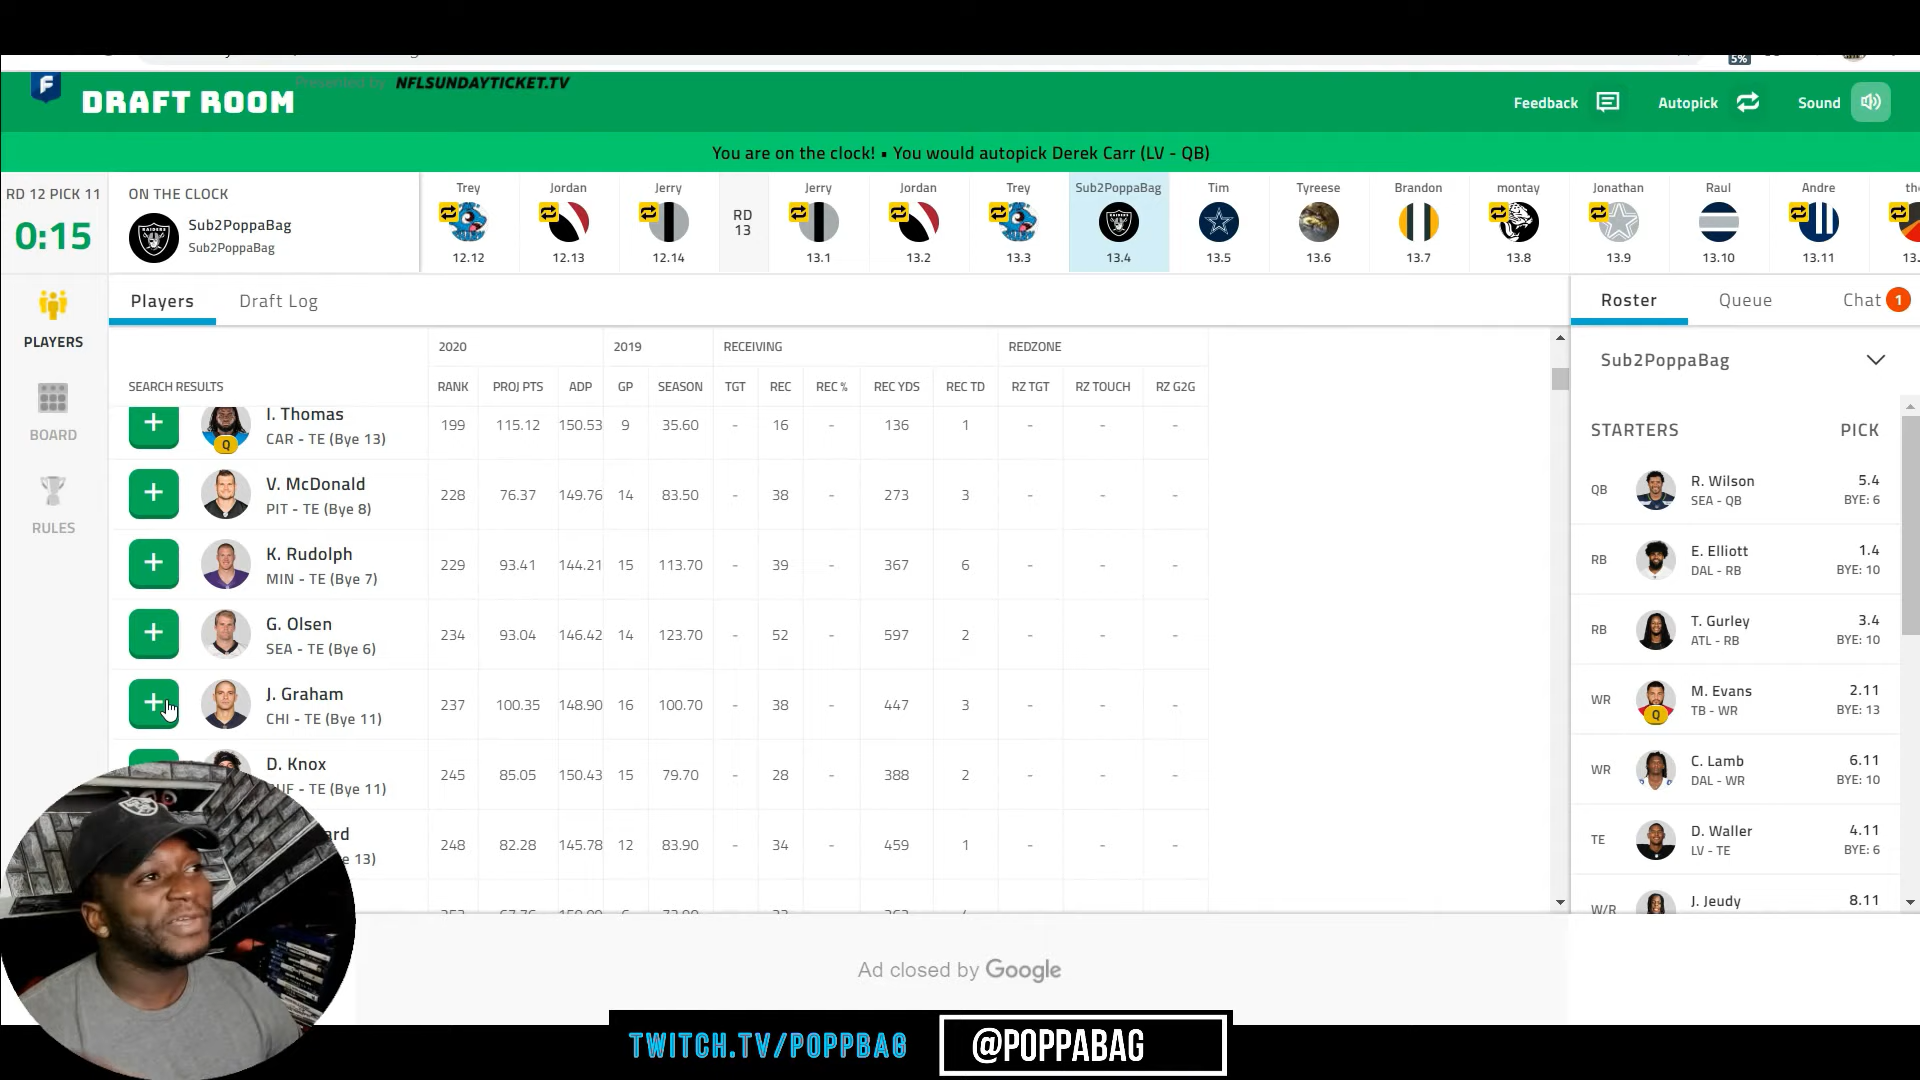 5%
Presented by NFLSUNDAYTICKET.TV
F
DRAFT ROOM
Feedback
Autopick
Sound
You are on the clock! • You would autopick Derek Carr (LV - QB)
RD 12 PICK 11
0:15
ON THE CLOCK
Sub2PoppaBag
Sub2PoppaBag
Trey
12.12
Jordan
12.13
Jerry
12.14
RD
13
Jerry
13.1
Jordan
13.2
Trey
13.3
Sub2PoppaBag
13.4
Tim
13.5
Tyreese
13.6
Brandon
13.7
montay
13.8
Jonathan
13.9
Raul
13.10
Andre
13.11
th
13.
PLAYERS
BOARD
RULES
Players
Draft Log
2020 2019 RECEIVING REDZONE
SEARCH RESULTS RANK PROJ PTS ADP GP SEASON TGT REC REC % REC YDS REC TD RZ TGT RZ TOUCH RZ G2G
I. Thomas
CAR - TE (Bye 13)
Q
199 115.12 150.53 9 35.60 - 16 - 136 1 - - -
V. McDonald
PIT - TE (Bye 8)
228 76.37 149.76 14 83.50 - 38 - 273 3 - - -
K. Rudolph
MIN - TE (Bye 7)
229 93.41 144.21 15 113.70 - 39 - 367 6 - - -
G. Olsen
SEA - TE (Bye 6)
234 93.04 146.42 14 123.70 - 52 - 597 2 - - -
J. Graham
CHI - TE (Bye 11)
237 100.35 148.90 16 100.70 - 38 - 447 3 - - -
D. Knox
BUF - TE (Bye 11)
245 85.05 150.43 15 79.70 - 28 - 388 2 - - -
ard
e 13)
248 82.28 145.78 12 83.90 - 34 - 459 1 - - -
Roster
Queue
Chat 1
Sub2PoppaBag
STARTERS PICK
QB R. Wilson 5.4
SEA - QB BYE: 6
RB E. Elliott 1.4
DAL - RB BYE: 10
RB T. Gurley 3.4
ATL - RB BYE: 10
WR M. Evans 2.11
Q TB - WR BYE: 13
WR C. Lamb 6.11
DAL - WR BYE: 10
TE D. Waller 4.11
LV - TE BYE: 6
W/R J. Jeudy 8.11
Ad closed by Google
TWITCH.TV/POPPBAG
@POPPABAG